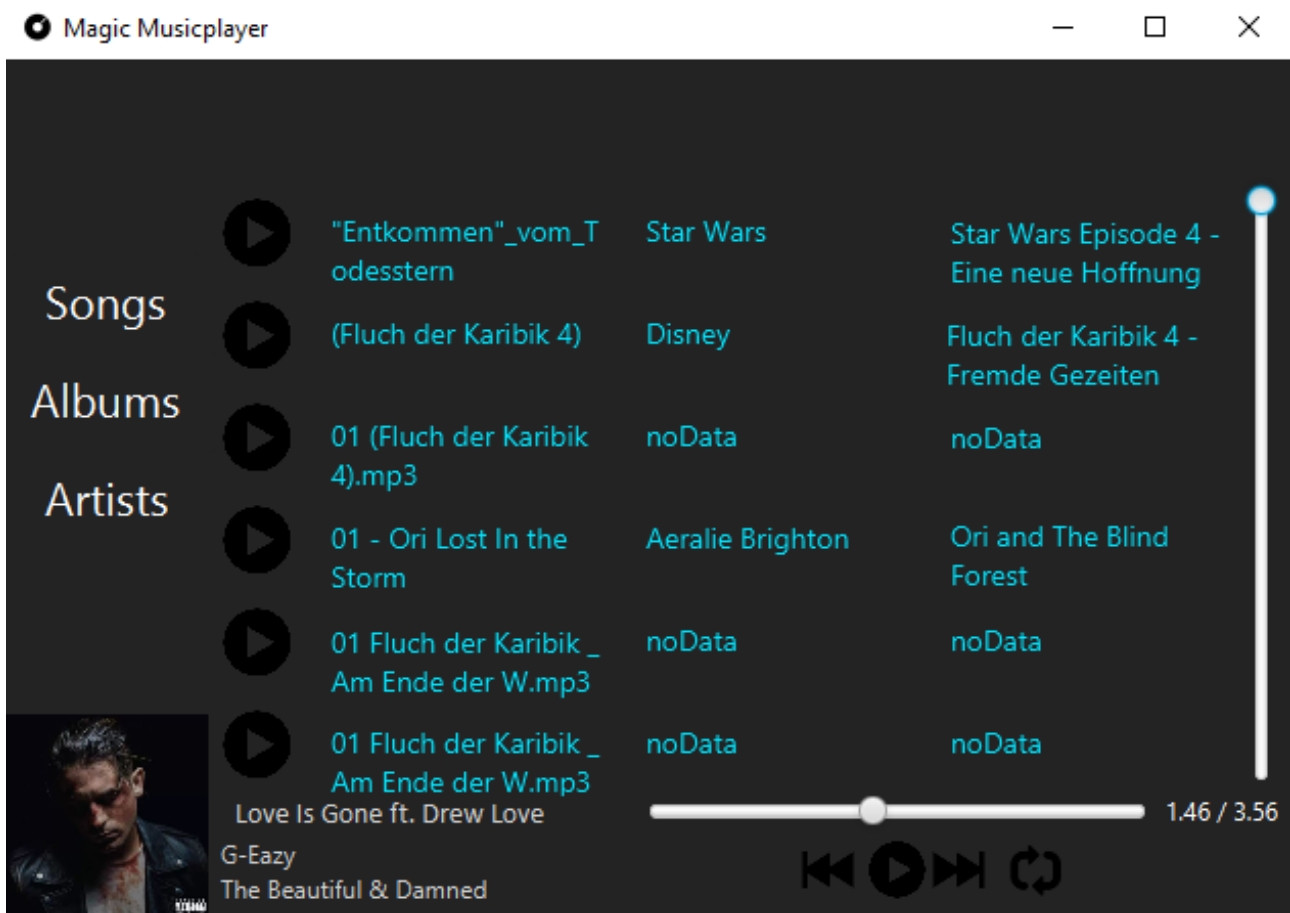 Magic Musicplayer
Songs
Albums
Artists
"Entkommen"_vom_T
odesstern
Star Wars
Star Wars Episode 4 -
Eine neue Hoffnung
(Fluch der Karibik 4)
Disney
Fluch der Karibik 4 -
Fremde Gezeiten
01 (Fluch der Karibik
4).mp3
noData
noData
01 - Ori Lost In the
Storm
Aeralie Brighton
Ori and The Blind
Forest
01 Fluch der Karibik _
Am Ende der W.mp3
noData
noData
01 Fluch der Karibik _
Am Ende der W.mp3
noData
noData
Love Is Gone ft. Drew Love
1.46 / 3.56
G-Eazy
The Beautiful & Damned